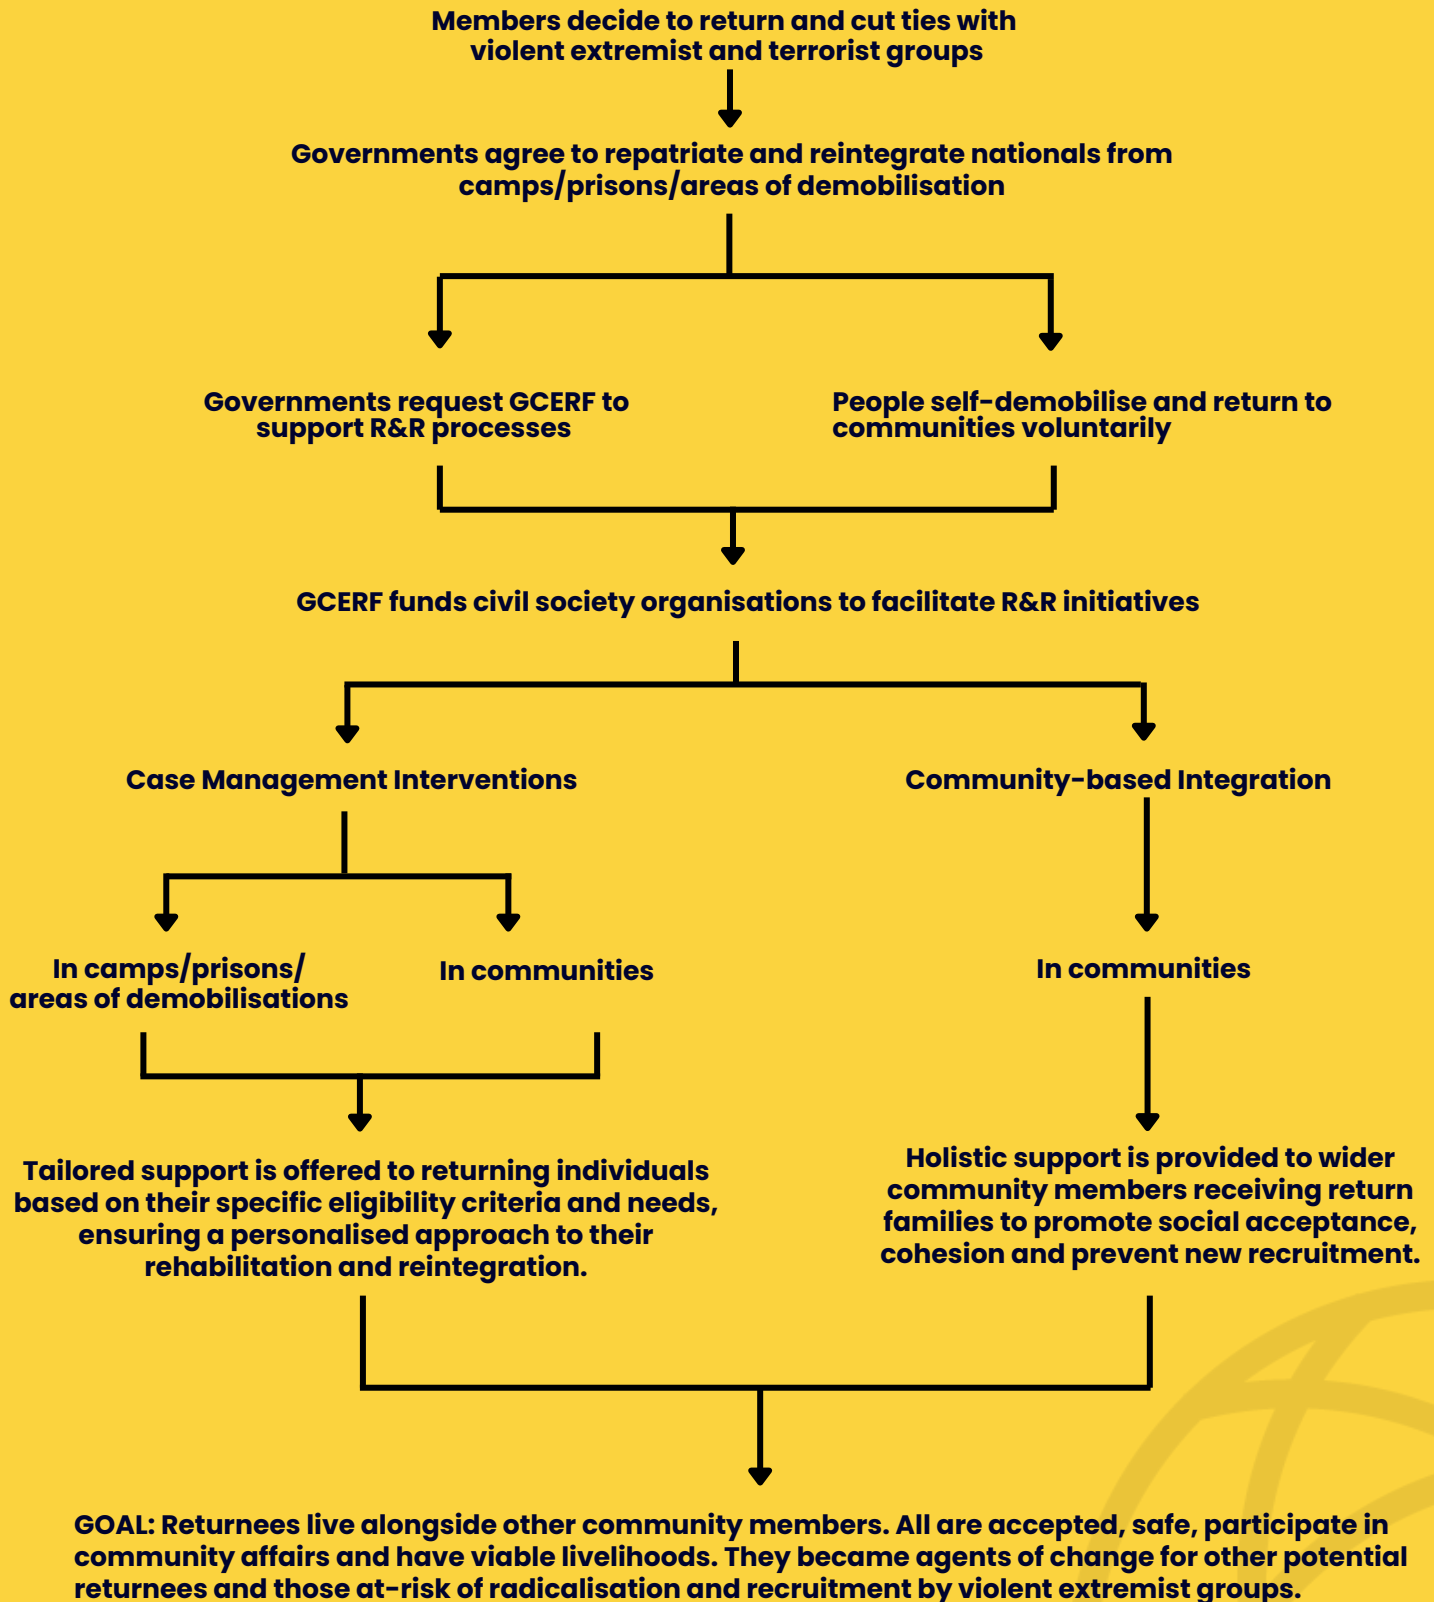 Members decide to return and cut ties with
violent extremist and terrorist groups
Governments agree to repatriate and reintegrate nationals from
camps/prisons/areas of demobilisation
Governments request GCERF to
support R&R processes
People self-demobilise and return to
communities voluntarily
GCERF funds civil society organisations to facilitate R&R initiatives
Case Management Interventions
Community-based Integration
In camps/prisons/
areas of demobilisations
In communities
In communities
Tailored support is offered to returning individuals
based on their specific eligibility criteria and needs,
ensuring a personalised approach to their
rehabilitation and reintegration.
Holistic support is provided to wider
community members receiving return
families to promote social acceptance,
cohesion and prevent new recruitment.
GOAL: Returnees live alongside other community members. All are accepted, safe, participate in
community affairs and have viable livelihoods. They became agents of change for other potential
returnees and those at-risk of radicalisation and recruitment by violent extremist groups.